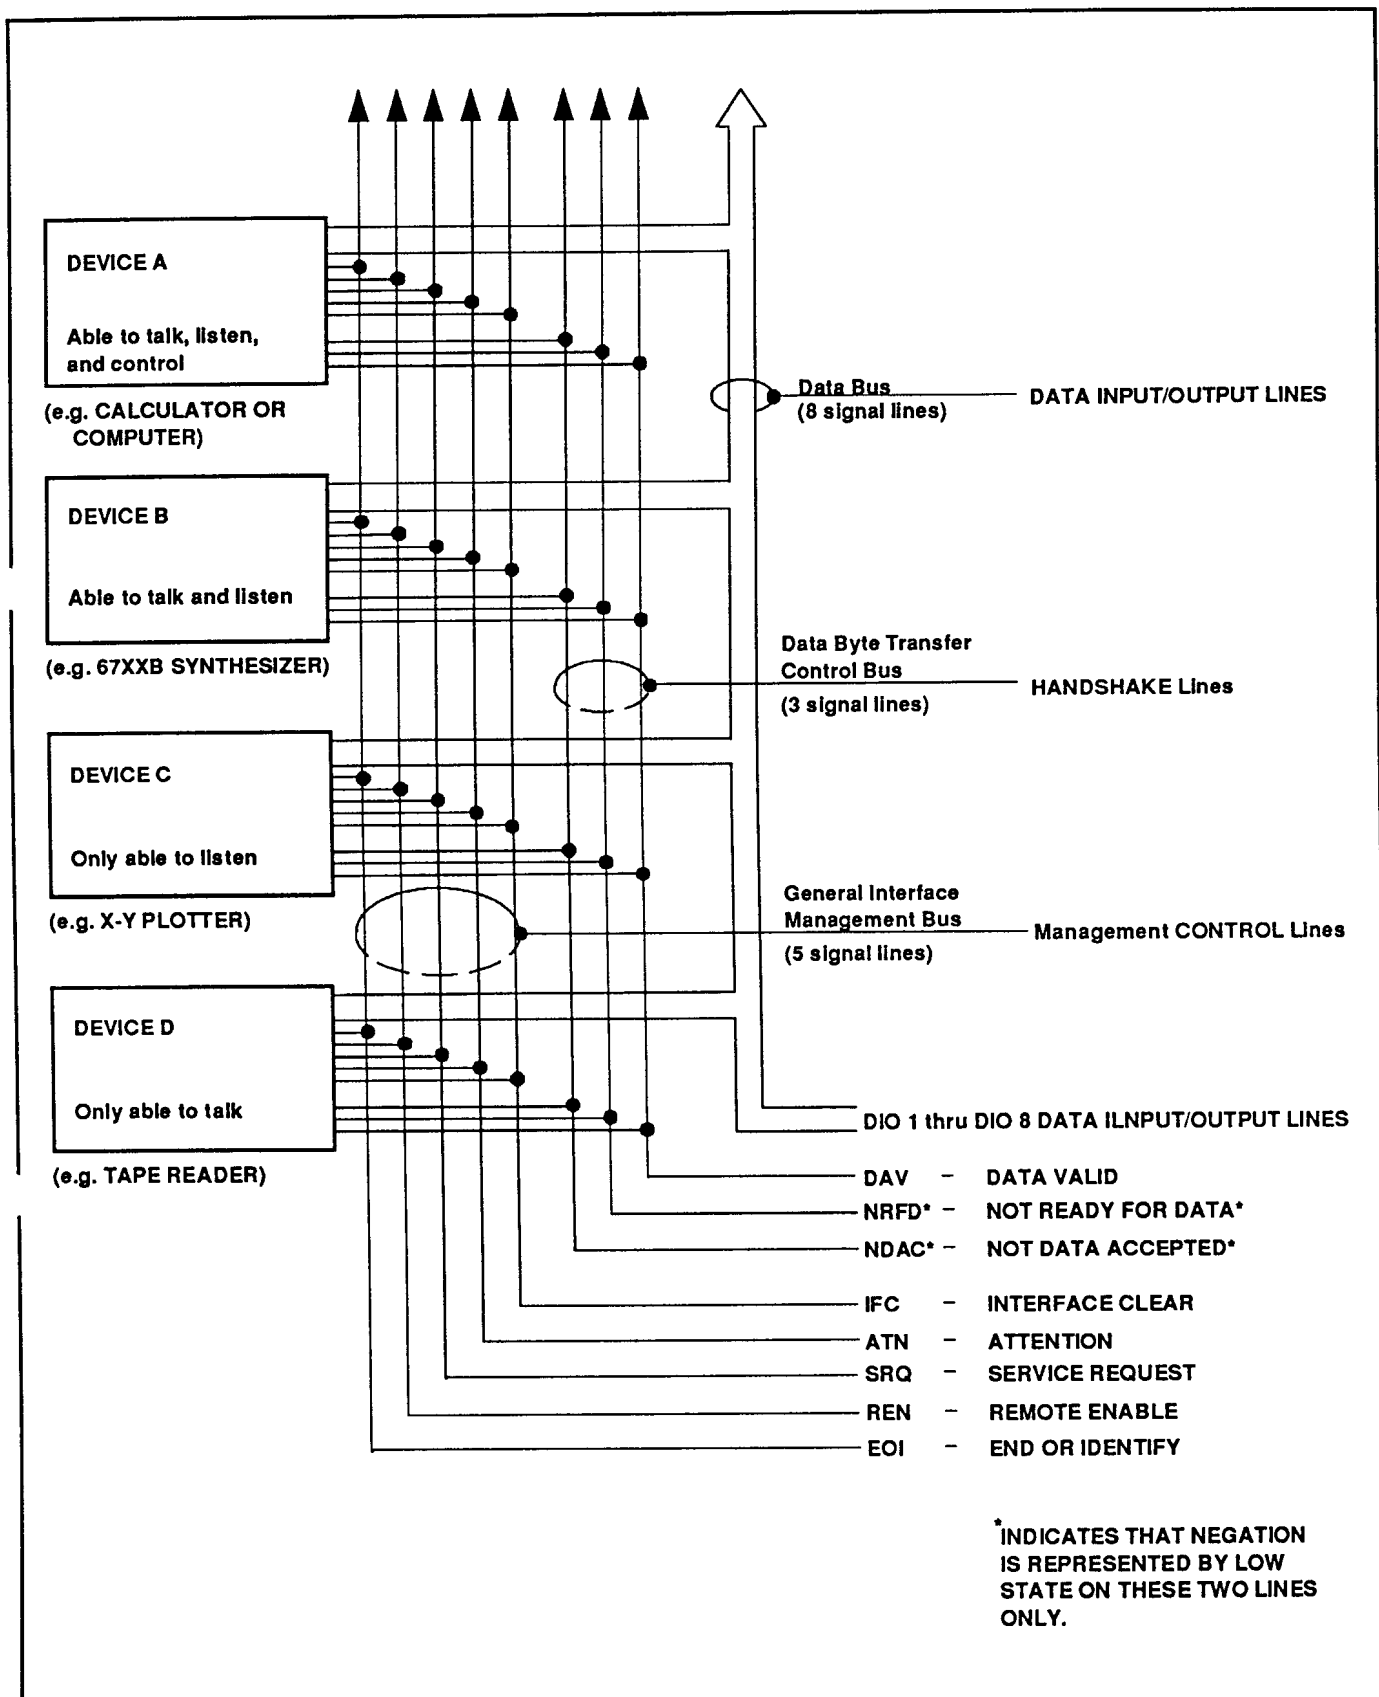 DEVICE A
Able to talk, listen,
and control
(e.g. CALCULATOR OR
COMPUTER)
Data Bus
(8 signal lines)
DATA INPUT/OUTPUT LINES
DEVICE B
Able to talk and listen
(e.g. 67XXB SYNTHESIZER)
Data Byte Transfer
Control Bus
(3 signal lines)
HANDSHAKE Lines
DEVICE C
Only able to listen
(e.g. X-Y PLOTTER)
General Interface
Management Bus
(5 signal lines)
Management CONTROL Lines
DEVICE D
Only able to talk
(e.g. TAPE READER)
DIO 1 thru DIO 8 DATA ILNPUT/OUTPUT LINES
DAV – DATA VALID
NRFD* – NOT READY FOR DATA*
NDAC* – NOT DATA ACCEPTED*
IFC – INTERFACE CLEAR
ATN – ATTENTION
SRQ – SERVICE REQUEST
REN – REMOTE ENABLE
EOI – END OR IDENTIFY
*INDICATES THAT NEGATION
IS REPRESENTED BY LOW
STATE ON THESE TWO LINES
ONLY.